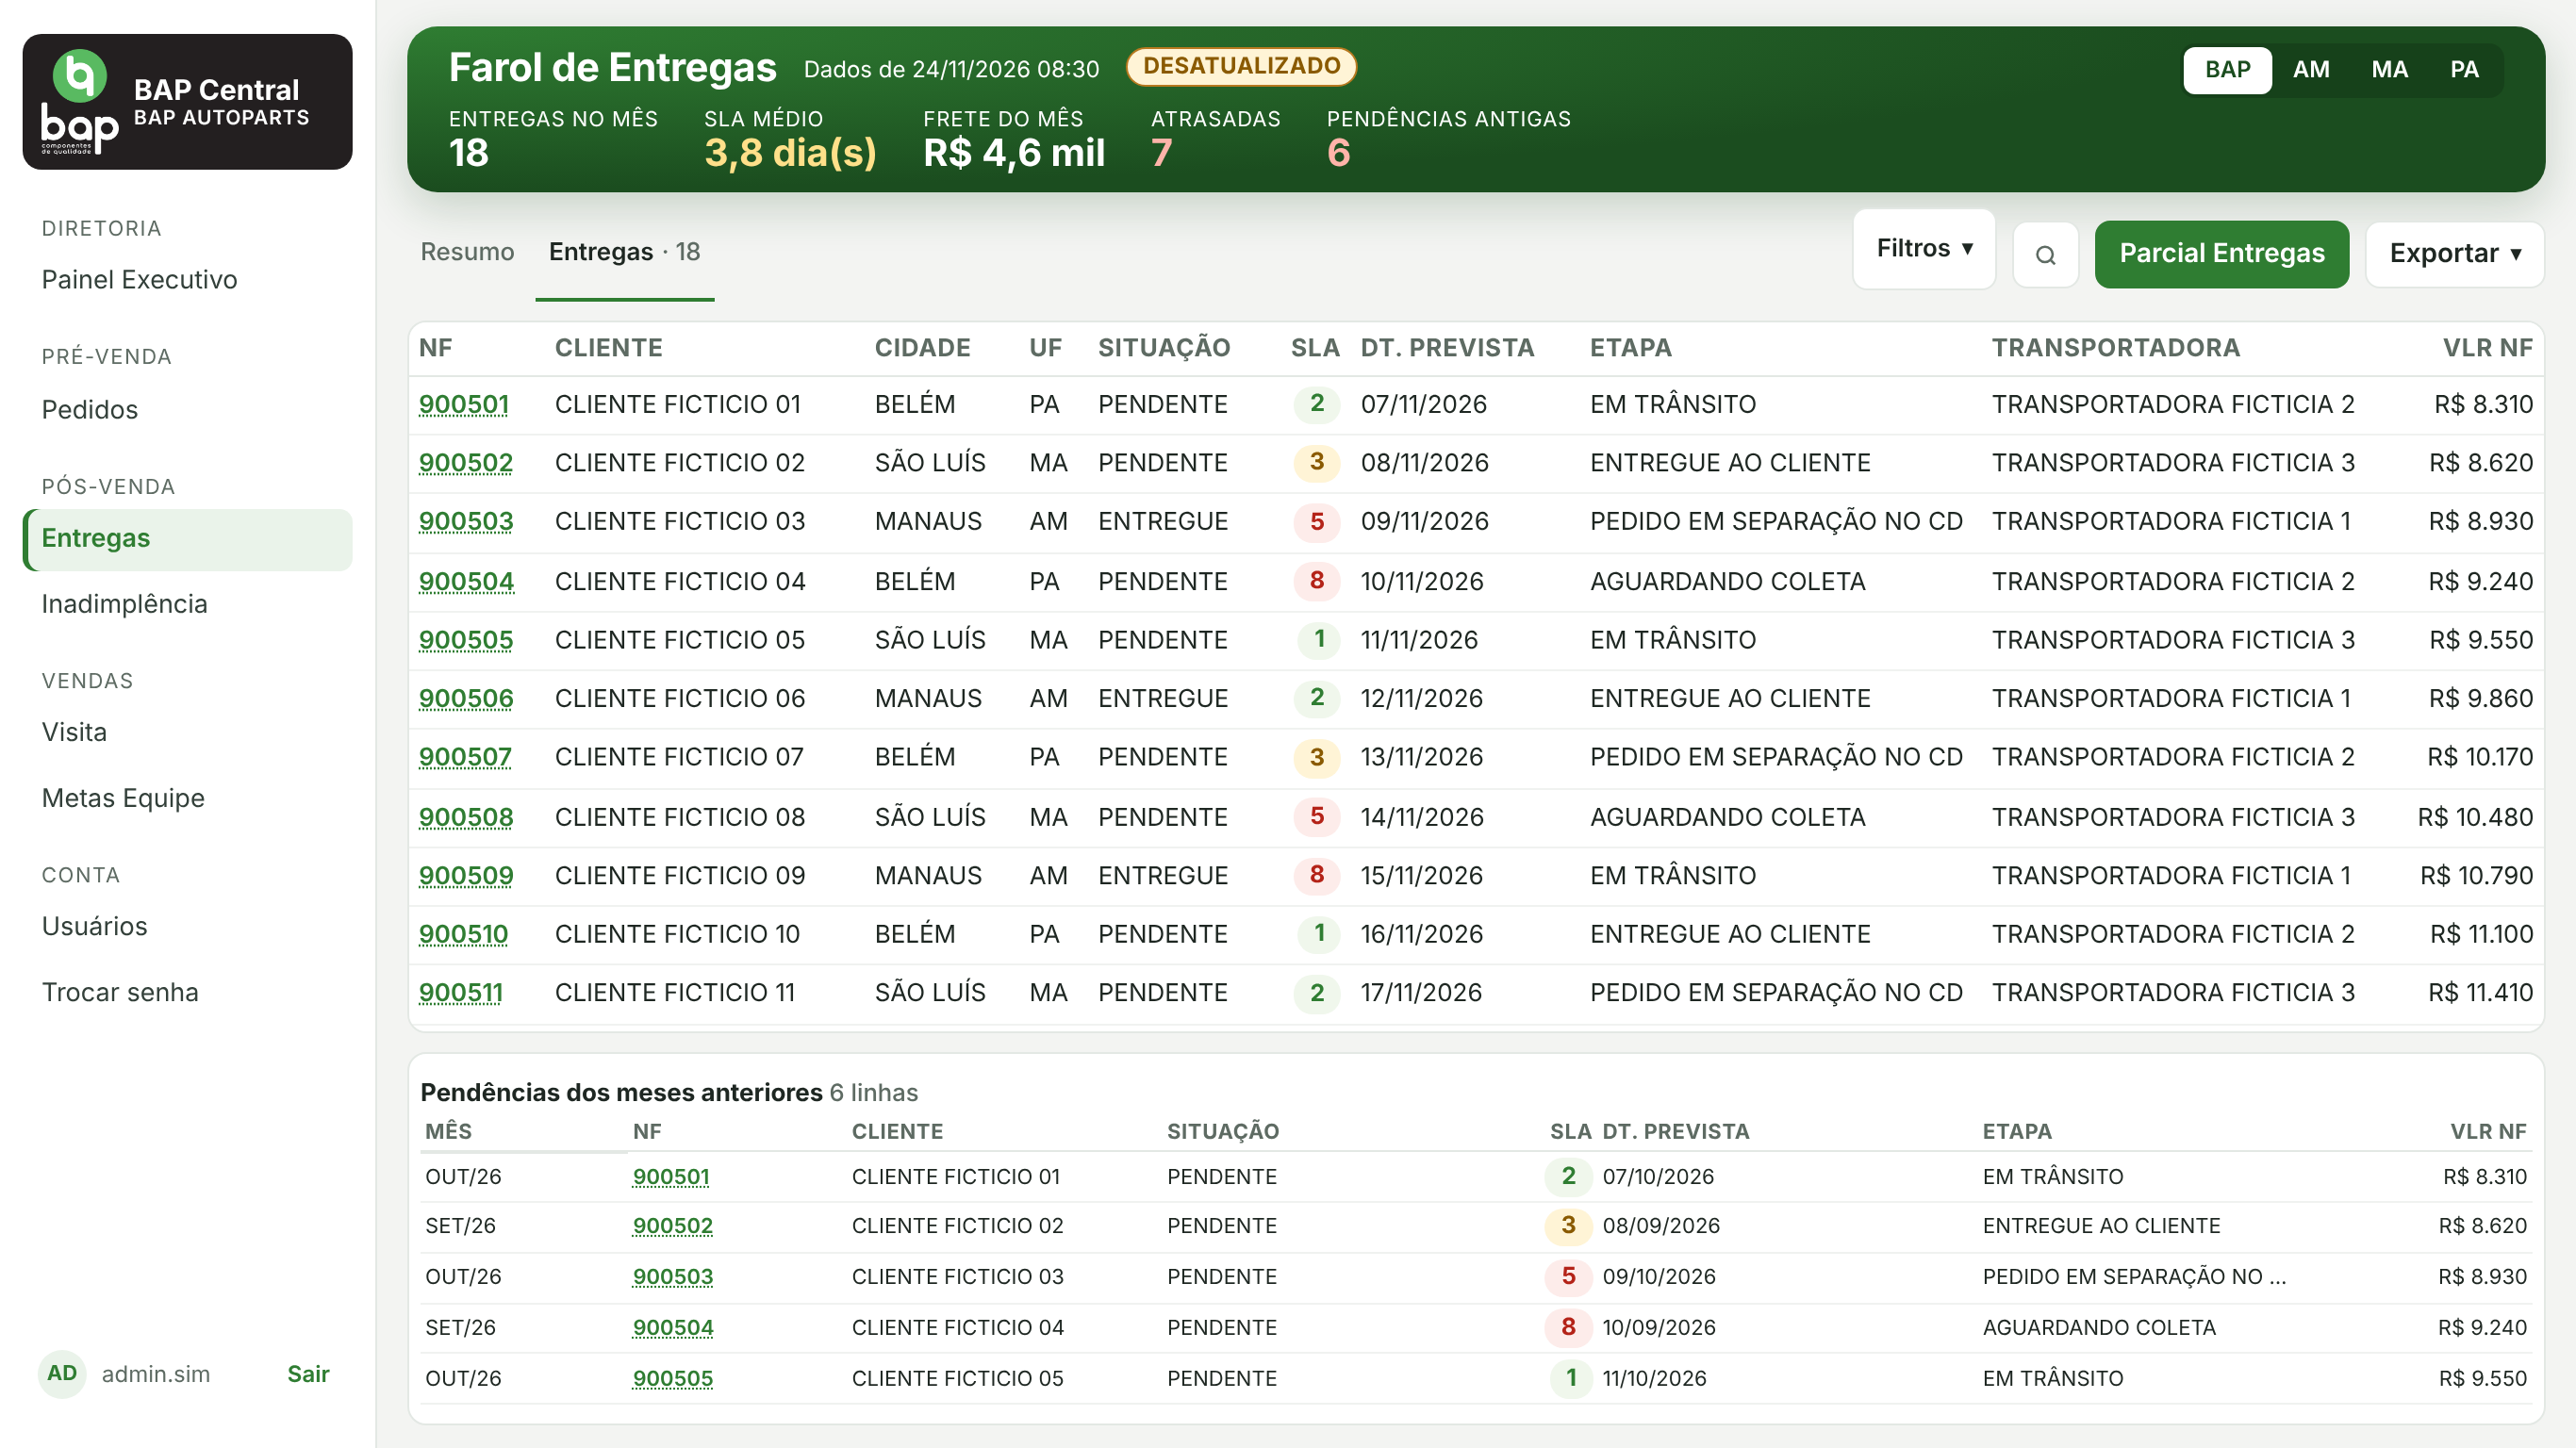 bap
componentes
de qualidade
BAP Central
BAP AUTOPARTS
DIRETORIA
Painel Executivo
PRÉ-VENDA
Pedidos
PÓS-VENDA
Entregas
Inadimplência
VENDAS
Visita
Metas Equipe
CONTA
Usuários
Trocar senha
AD admin.sim Sair
Farol de Entregas Dados de 24/11/2026 08:30 DESATUALIZADO BAP AM MA PA
ENTREGAS NO MÊS SLA MÉDIO FRETE DO MÊS ATRASADAS PENDÊNCIAS ANTIGAS
18 3,8 dia(s) R$ 4,6 mil 7 6
Resumo Entregas · 18 Filtros ▾ Parcial Entregas Exportar ▾
NF CLIENTE CIDADE UF SITUAÇÃO SLA DT. PREVISTA ETAPA TRANSPORTADORA VLR NF
900501 CLIENTE FICTICIO 01 BELÉM PA PENDENTE 2 07/11/2026 EM TRÂNSITO TRANSPORTADORA FICTICIA 2 R$ 8.310
900502 CLIENTE FICTICIO 02 SÃO LUÍS MA PENDENTE 3 08/11/2026 ENTREGUE AO CLIENTE TRANSPORTADORA FICTICIA 3 R$ 8.620
900503 CLIENTE FICTICIO 03 MANAUS AM ENTREGUE 5 09/11/2026 PEDIDO EM SEPARAÇÃO NO CD TRANSPORTADORA FICTICIA 1 R$ 8.930
900504 CLIENTE FICTICIO 04 BELÉM PA PENDENTE 8 10/11/2026 AGUARDANDO COLETA TRANSPORTADORA FICTICIA 2 R$ 9.240
900505 CLIENTE FICTICIO 05 SÃO LUÍS MA PENDENTE 1 11/11/2026 EM TRÂNSITO TRANSPORTADORA FICTICIA 3 R$ 9.550
900506 CLIENTE FICTICIO 06 MANAUS AM ENTREGUE 2 12/11/2026 ENTREGUE AO CLIENTE TRANSPORTADORA FICTICIA 1 R$ 9.860
900507 CLIENTE FICTICIO 07 BELÉM PA PENDENTE 3 13/11/2026 PEDIDO EM SEPARAÇÃO NO CD TRANSPORTADORA FICTICIA 2 R$ 10.170
900508 CLIENTE FICTICIO 08 SÃO LUÍS MA PENDENTE 5 14/11/2026 AGUARDANDO COLETA TRANSPORTADORA FICTICIA 3 R$ 10.480
900509 CLIENTE FICTICIO 09 MANAUS AM ENTREGUE 8 15/11/2026 EM TRÂNSITO TRANSPORTADORA FICTICIA 1 R$ 10.790
900510 CLIENTE FICTICIO 10 BELÉM PA PENDENTE 1 16/11/2026 ENTREGUE AO CLIENTE TRANSPORTADORA FICTICIA 2 R$ 11.100
900511 CLIENTE FICTICIO 11 SÃO LUÍS MA PENDENTE 2 17/11/2026 PEDIDO EM SEPARAÇÃO NO CD TRANSPORTADORA FICTICIA 3 R$ 11.410
Pendências dos meses anteriores 6 linhas
MÊS NF CLIENTE SITUAÇÃO SLA DT. PREVISTA ETAPA VLR NF
OUT/26 900501 CLIENTE FICTICIO 01 PENDENTE 2 07/10/2026 EM TRÂNSITO R$ 8.310
SET/26 900502 CLIENTE FICTICIO 02 PENDENTE 3 08/09/2026 ENTREGUE AO CLIENTE R$ 8.620
OUT/26 900503 CLIENTE FICTICIO 03 PENDENTE 5 09/10/2026 PEDIDO EM SEPARAÇÃO NO ... R$ 8.930
SET/26 900504 CLIENTE FICTICIO 04 PENDENTE 8 10/09/2026 AGUARDANDO COLETA R$ 9.240
OUT/26 900505 CLIENTE FICTICIO 05 PENDENTE 1 11/10/2026 EM TRÂNSITO R$ 9.550